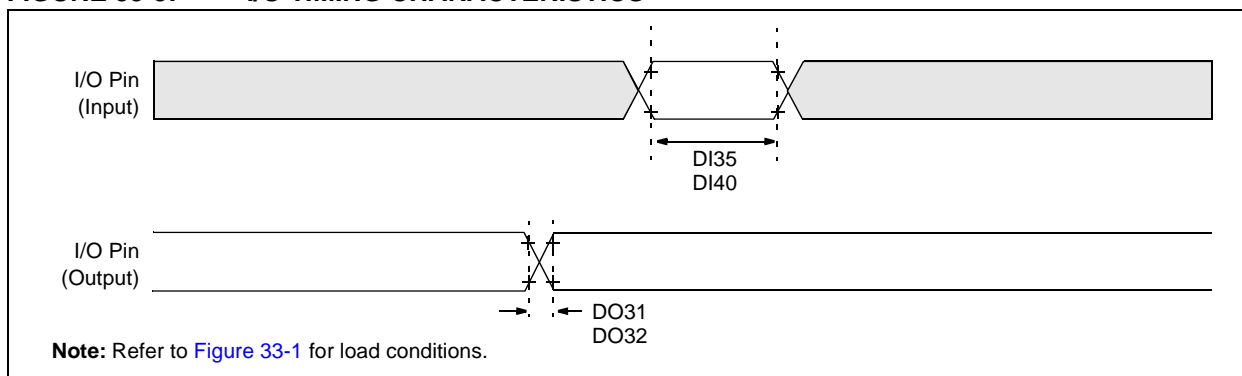 I/O Pin
(Input)
DI35
DI40
I/O Pin
(Output)
DO31
DO32
Note: Refer to Figure 33-1 for load conditions.